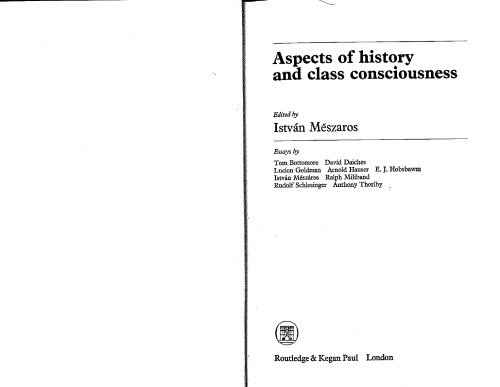 Aspects of history
and class consciousness
Edited by
István Mészaros
Essays by
Tom Bottomore David Daiches
Lucien Goldman Arnold Hauser E. J. Hobsbawm
István Mészáros Ralph Miliband
Rudolf Schlesinger Anthony Thorlby
Routledge & Kegan Paul London